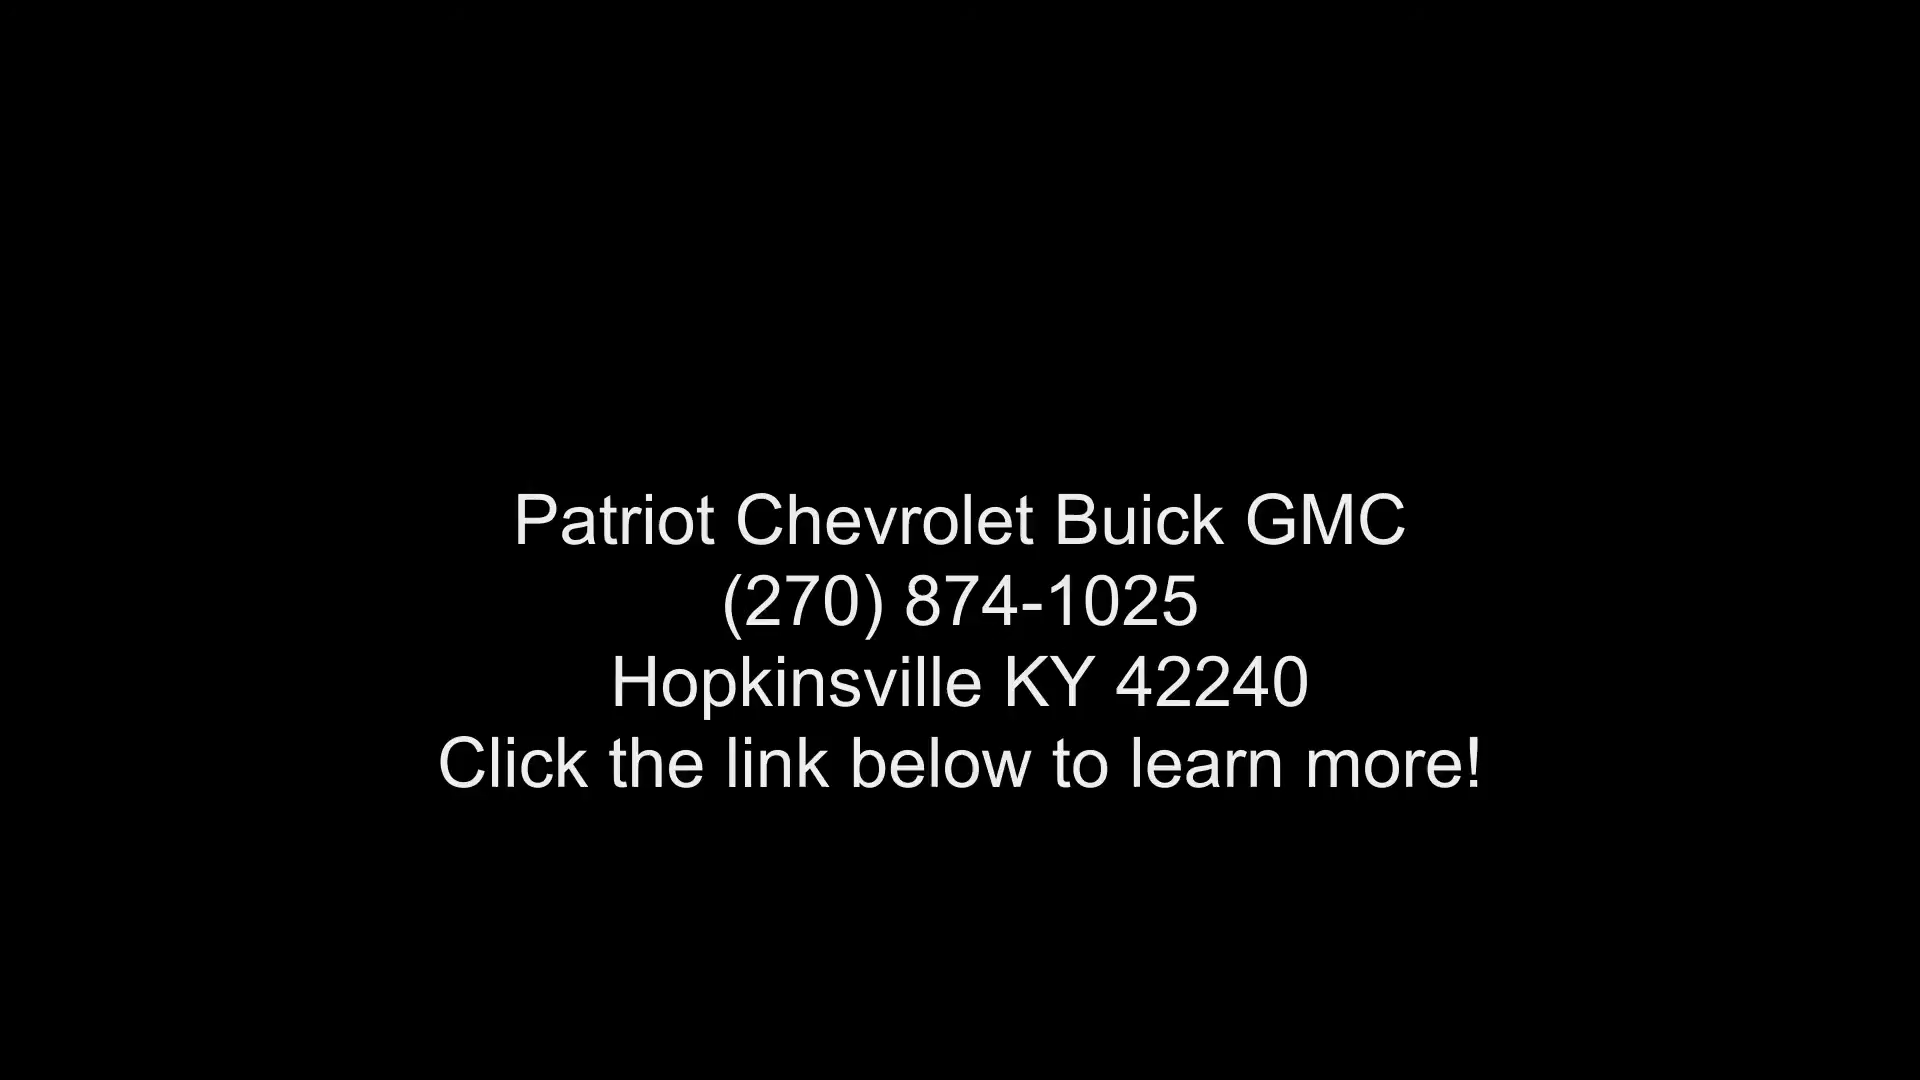 Patriot Chevrolet Buick GMC
(270) 874-1025
Hopkinsville KY 42240
Click the link below to learn more!